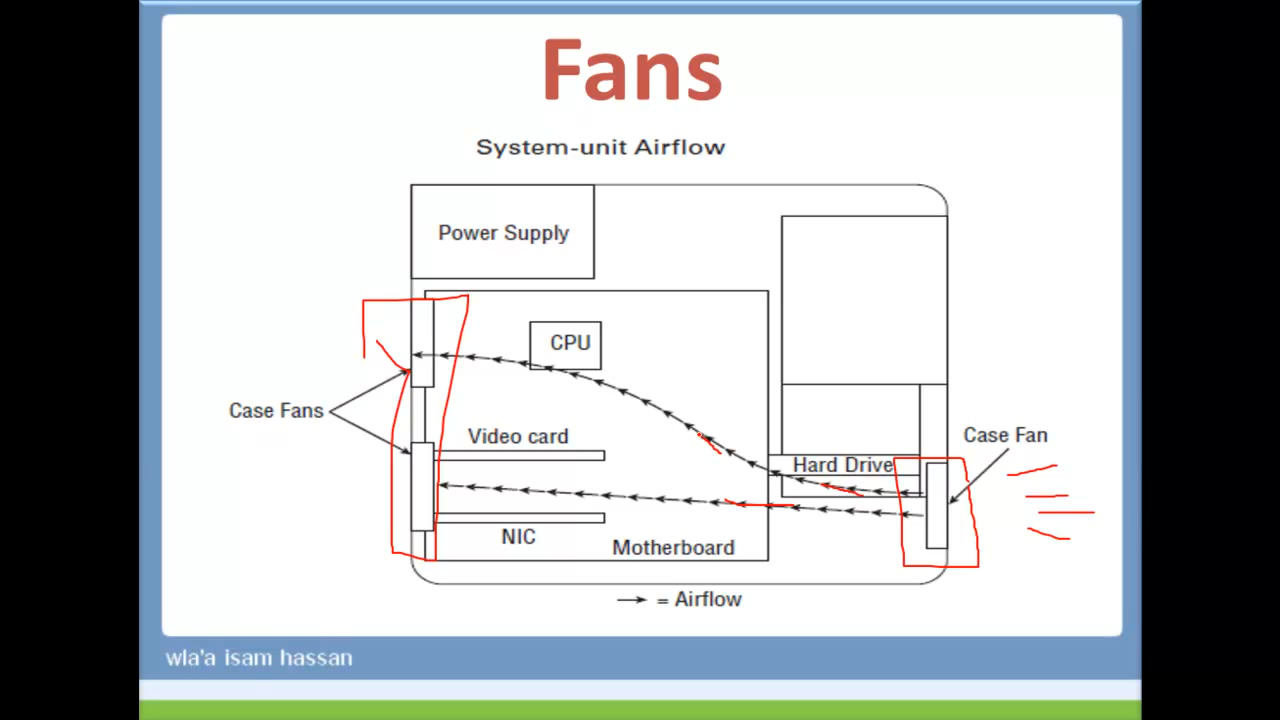 Fans
System-unit Airflow
Power Supply
CPU
Case Fans
Video card
Case Fan
Hard Drive
NIC
Motherboard
= Airflow
wla'a isam hassan